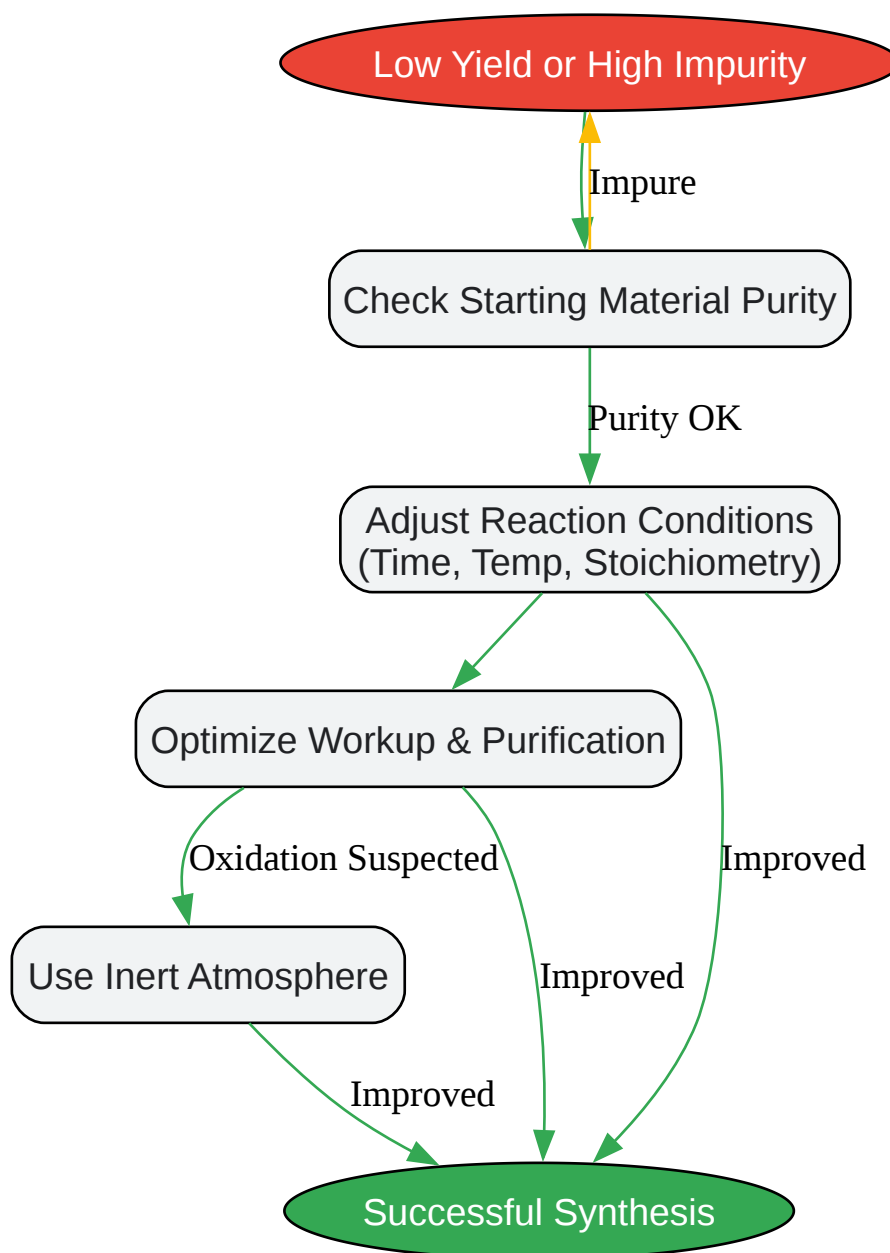 Low Yield or High Impurity
Impure
Check Starting Material Purity
Purity OK
Adjust Reaction Conditions
(Time, Temp, Stoichiometry)
Optimize Workup & Purification
Oxidation Suspected
Improved
Use Inert Atmosphere
Improved
Improved
Successful Synthesis